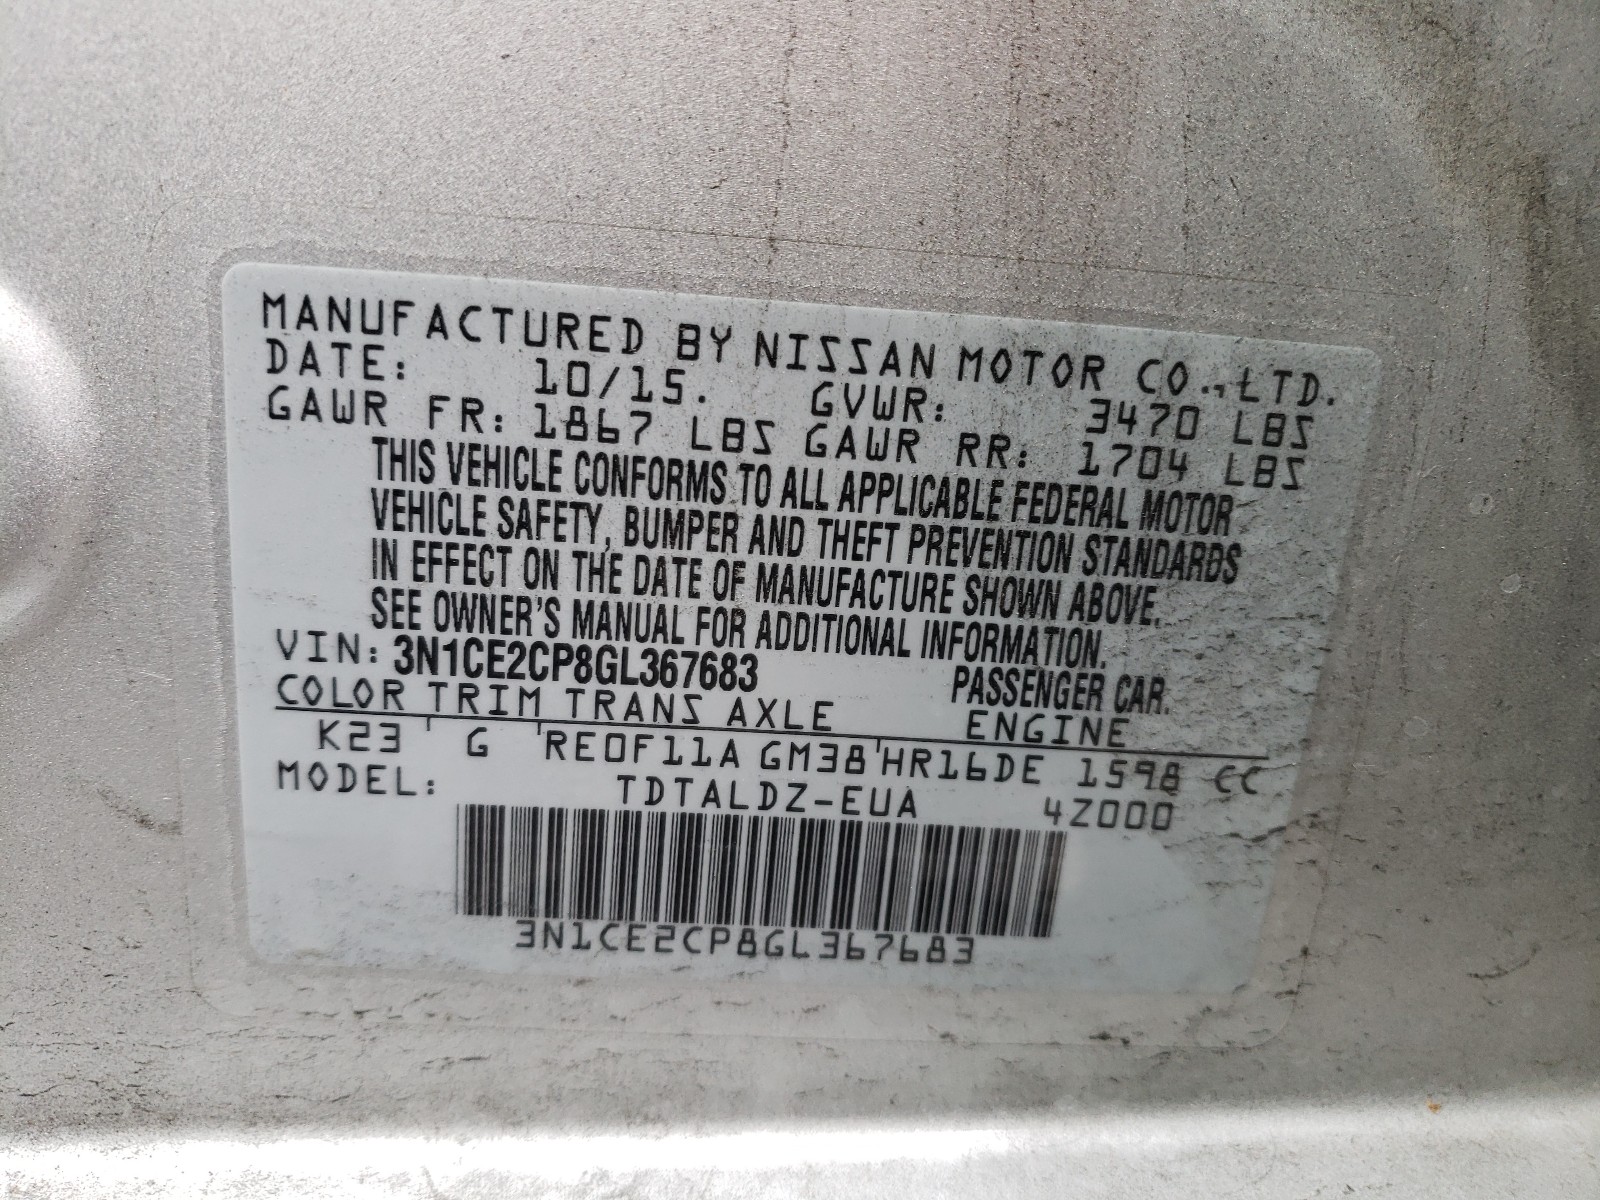 MANUFACTURED BY NISSAN MOTOR CO.,LTD.
DATE: 10/15. GVWR: 3470 LBS
GAWR FR: 1867 LBS GAWR RR: 1704 LBS
THIS VEHICLE CONFORMS TO ALL APPLICABLE FEDERAL MOTOR
VEHICLE SAFETY, BUMPER AND THEFT PREVENTION STANDARDS
IN EFFECT ON THE DATE OF MANUFACTURE SHOWN ABOVE.
SEE OWNER'S MANUAL FOR ADDITIONAL INFORMATION.
VIN: 3N1CE2CP8GL367683 PASSENGER CAR.
COLOR TRIM TRANS AXLE ENGINE
K23 ' G 'RE0F11A GM38'HR16DE 1598 CC
MODEL: TDTALDZ-EUA 4Z000
3N1CE2CP8GL367683